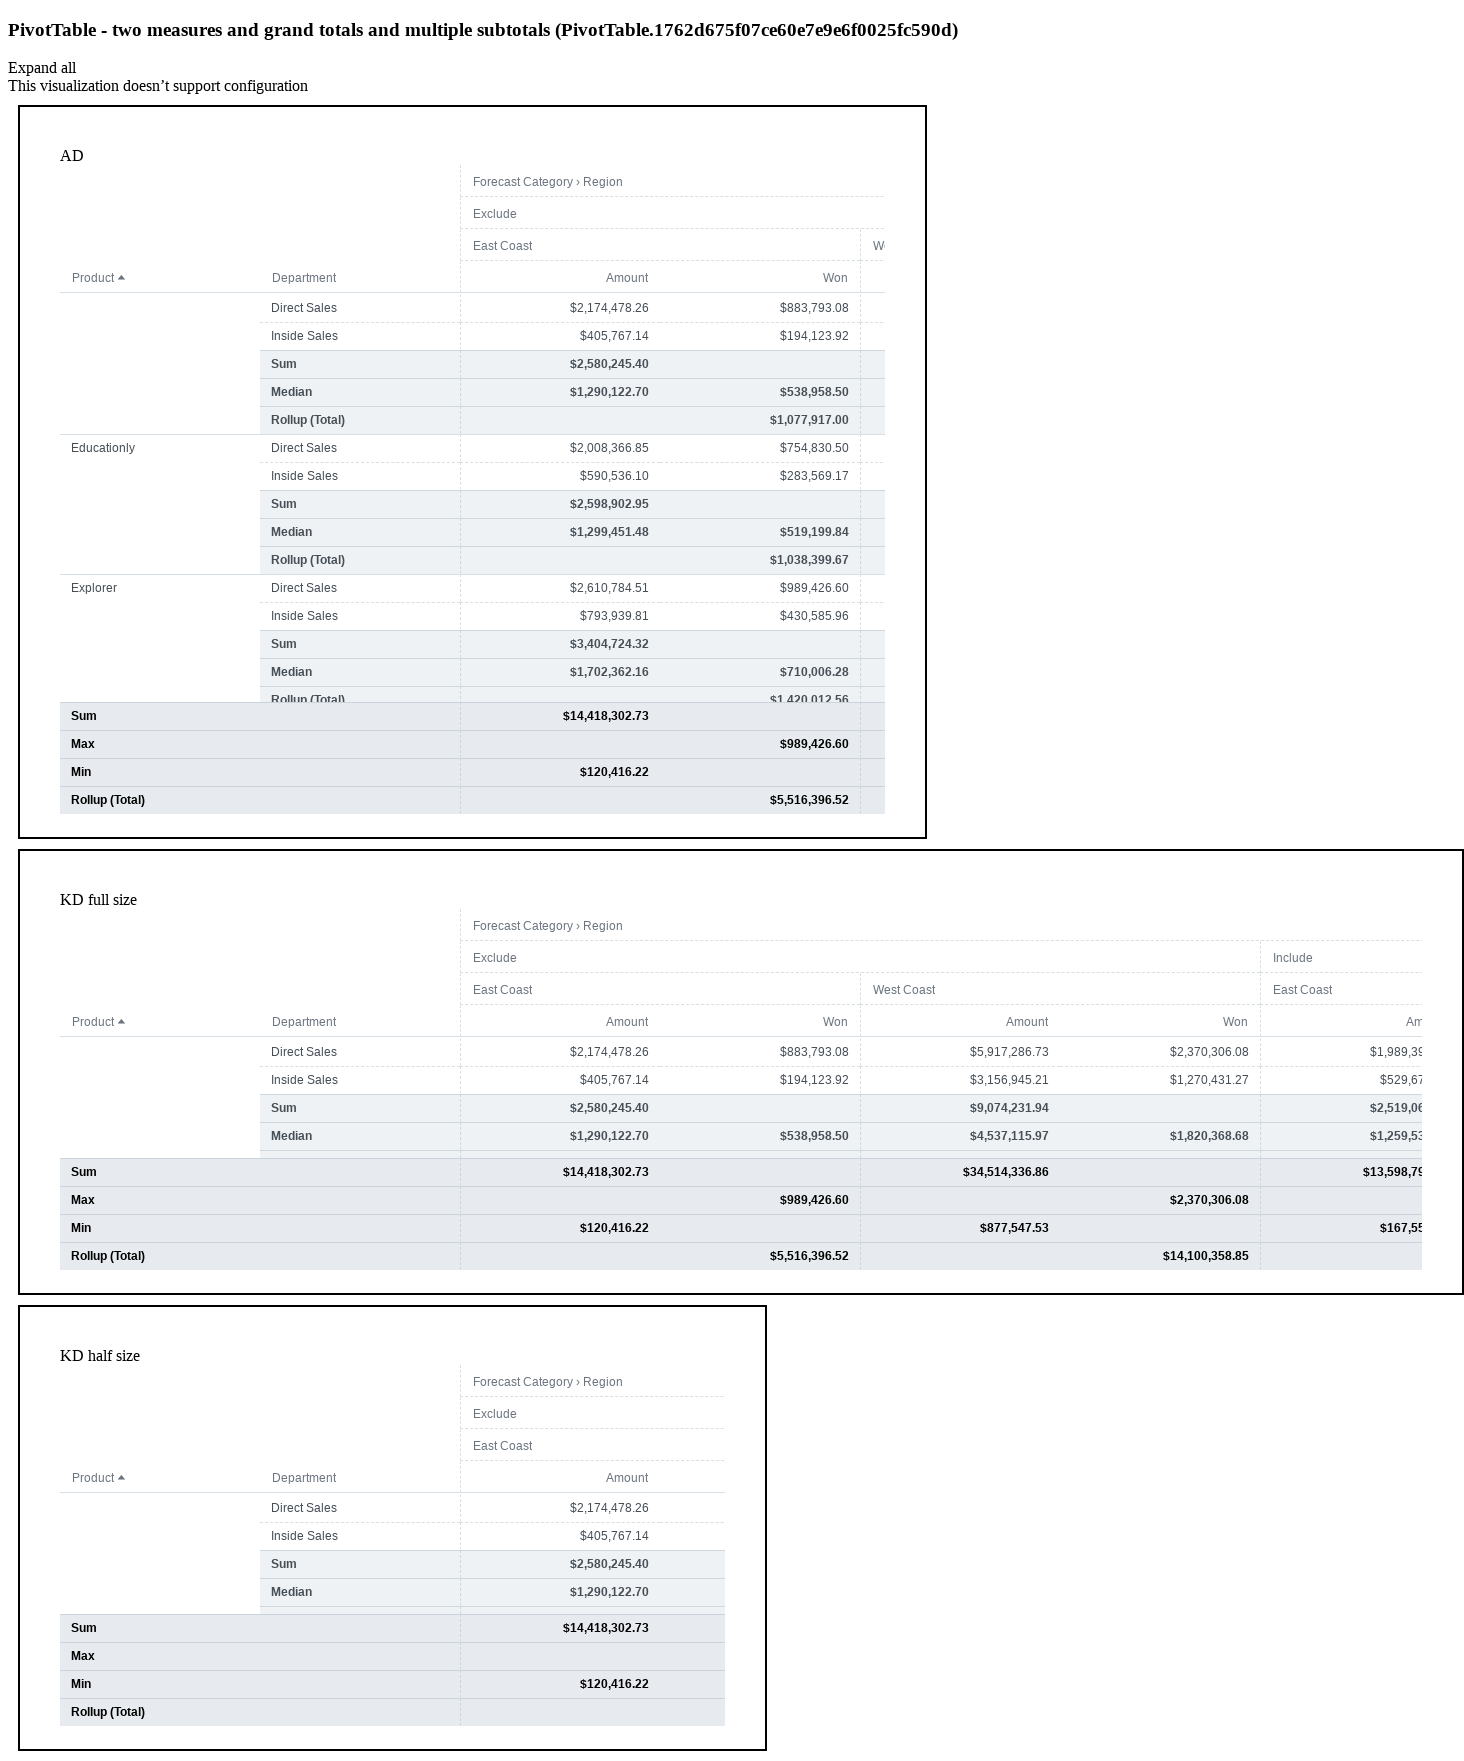 PivotTable - two measures and grand totals and multiple subtotals (PivotTable.1762d675f07ce60e7e9e6f0025fc590d)
Expand all
This visualization doesn’t support configuration
AD
Forecast Category › Region
Exclude
East Coast
Product Department Amount Won
Direct Sales $2,174,478.26 $883,793.08
Inside Sales $405,767.14 $194,123.92
Sum $2,580,245.40
Median $1,290,122.70 $538,958.50
Rollup (Total) $1,077,917.00
Educationly Direct Sales $2,008,366.85 $754,830.50
Inside Sales $590,536.10 $283,569.17
Sum $2,598,902.95
Median $1,299,451.48 $519,199.84
Rollup (Total) $1,038,399.67
Explorer Direct Sales $2,610,784.51 $989,426.60
Inside Sales $793,939.81 $430,585.96
Sum $3,404,724.32
Median $1,702,362.16 $710,006.28
Rollup (Total) $1,420,012.56
Sum $14,418,302.73
Max $989,426.60
Min $120,416.22
Rollup (Total) $5,516,396.52
KD full size
Forecast Category › Region
Exclude Include
East Coast West Coast East Coast
Product Department Amount Won Amount Won Am
Direct Sales $2,174,478.26 $883,793.08 $5,917,286.73 $2,370,306.08 $1,989,39
Inside Sales $405,767.14 $194,123.92 $3,156,945.21 $1,270,431.27 $529,67
Sum $2,580,245.40 $9,074,231.94 $2,519,06
Median $1,290,122.70 $538,958.50 $4,537,115.97 $1,820,368.68 $1,259,53
Sum $14,418,302.73 $34,514,336.86 $13,598,79
Max $989,426.60 $2,370,306.08
Min $120,416.22 $877,547.53 $167,55
Rollup (Total) $5,516,396.52 $14,100,358.85
KD half size
Forecast Category › Region
Exclude
East Coast
Product Department Amount
Direct Sales $2,174,478.26
Inside Sales $405,767.14
Sum $2,580,245.40
Median $1,290,122.70
Sum $14,418,302.73
Max
Min $120,416.22
Rollup (Total)